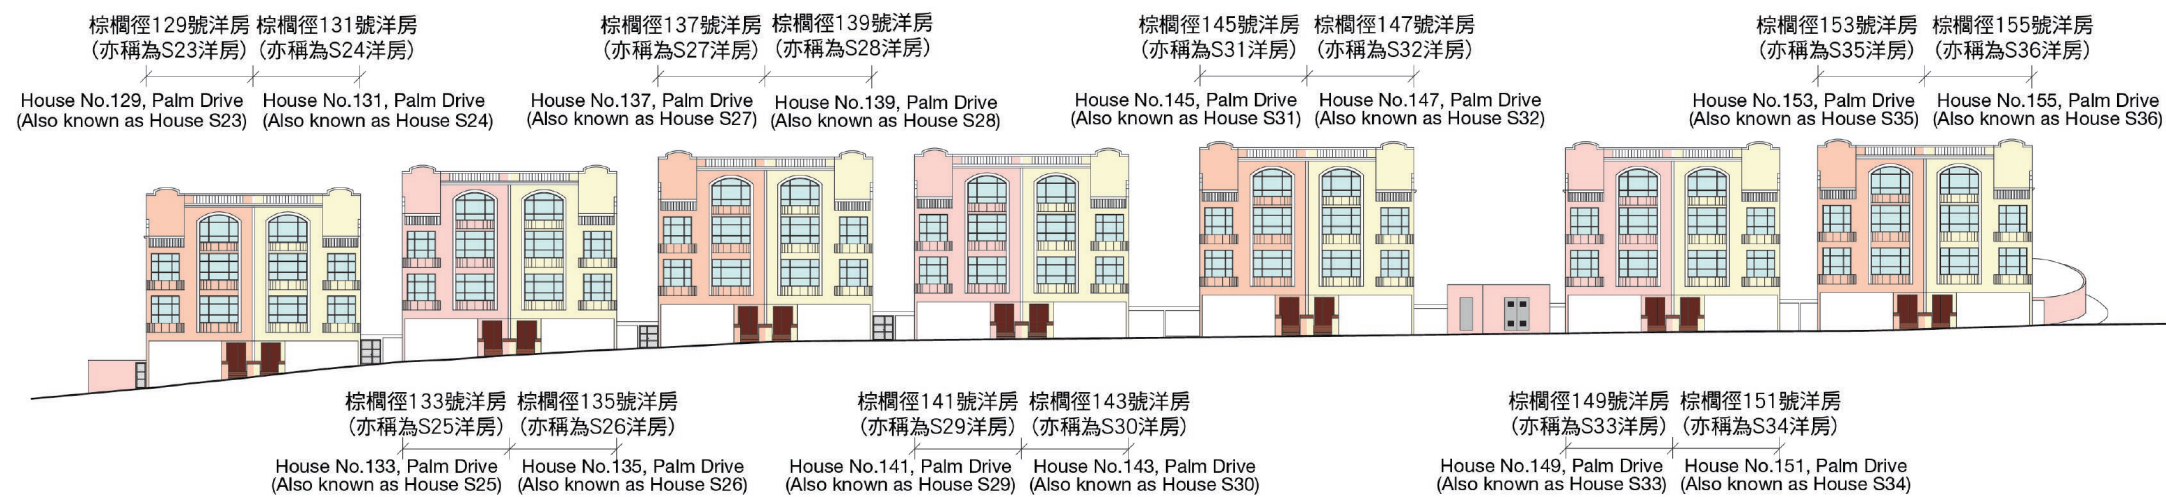 棕櫚徑129號洋房
(亦稱為S23洋房)
棕櫚徑131號洋房
(亦稱為S24洋房)
棕櫚徑137號洋房
(亦稱為S27洋房)
棕櫚徑139號洋房
(亦稱為S28洋房)
棕櫚徑145號洋房
(亦稱為S31洋房)
棕櫚徑147號洋房
(亦稱為S32洋房)
棕櫚徑153號洋房
(亦稱為S35洋房)
棕櫚徑155號洋房
(亦稱為S36洋房)
House No.129, Palm Drive
(Also known as House S23)
House No.131, Palm Drive
(Also known as House S24)
House No.137, Palm Drive
(Also known as House S27)
House No.139, Palm Drive
(Also known as House S28)
House No.145, Palm Drive
(Also known as House S31)
House No.147, Palm Drive
(Also known as House S32)
House No.153, Palm Drive
(Also known as House S35)
House No.155, Palm Drive
(Also known as House S36)
棕櫚徑133號洋房
(亦稱為S25洋房)
棕櫚徑135號洋房
(亦稱為S26洋房)
棕櫚徑141號洋房
(亦稱為S29洋房)
棕櫚徑143號洋房
(亦稱為S30洋房)
棕櫚徑149號洋房
(亦稱為S33洋房)
棕櫚徑151號洋房
(亦稱為S34洋房)
House No.133, Palm Drive
(Also known as House S25)
House No.135, Palm Drive
(Also known as House S26)
House No.141, Palm Drive
(Also known as House S29)
House No.143, Palm Drive
(Also known as House S30)
House No.149, Palm Drive
(Also known as House S33)
House No.151, Palm Drive
(Also known as House S34)